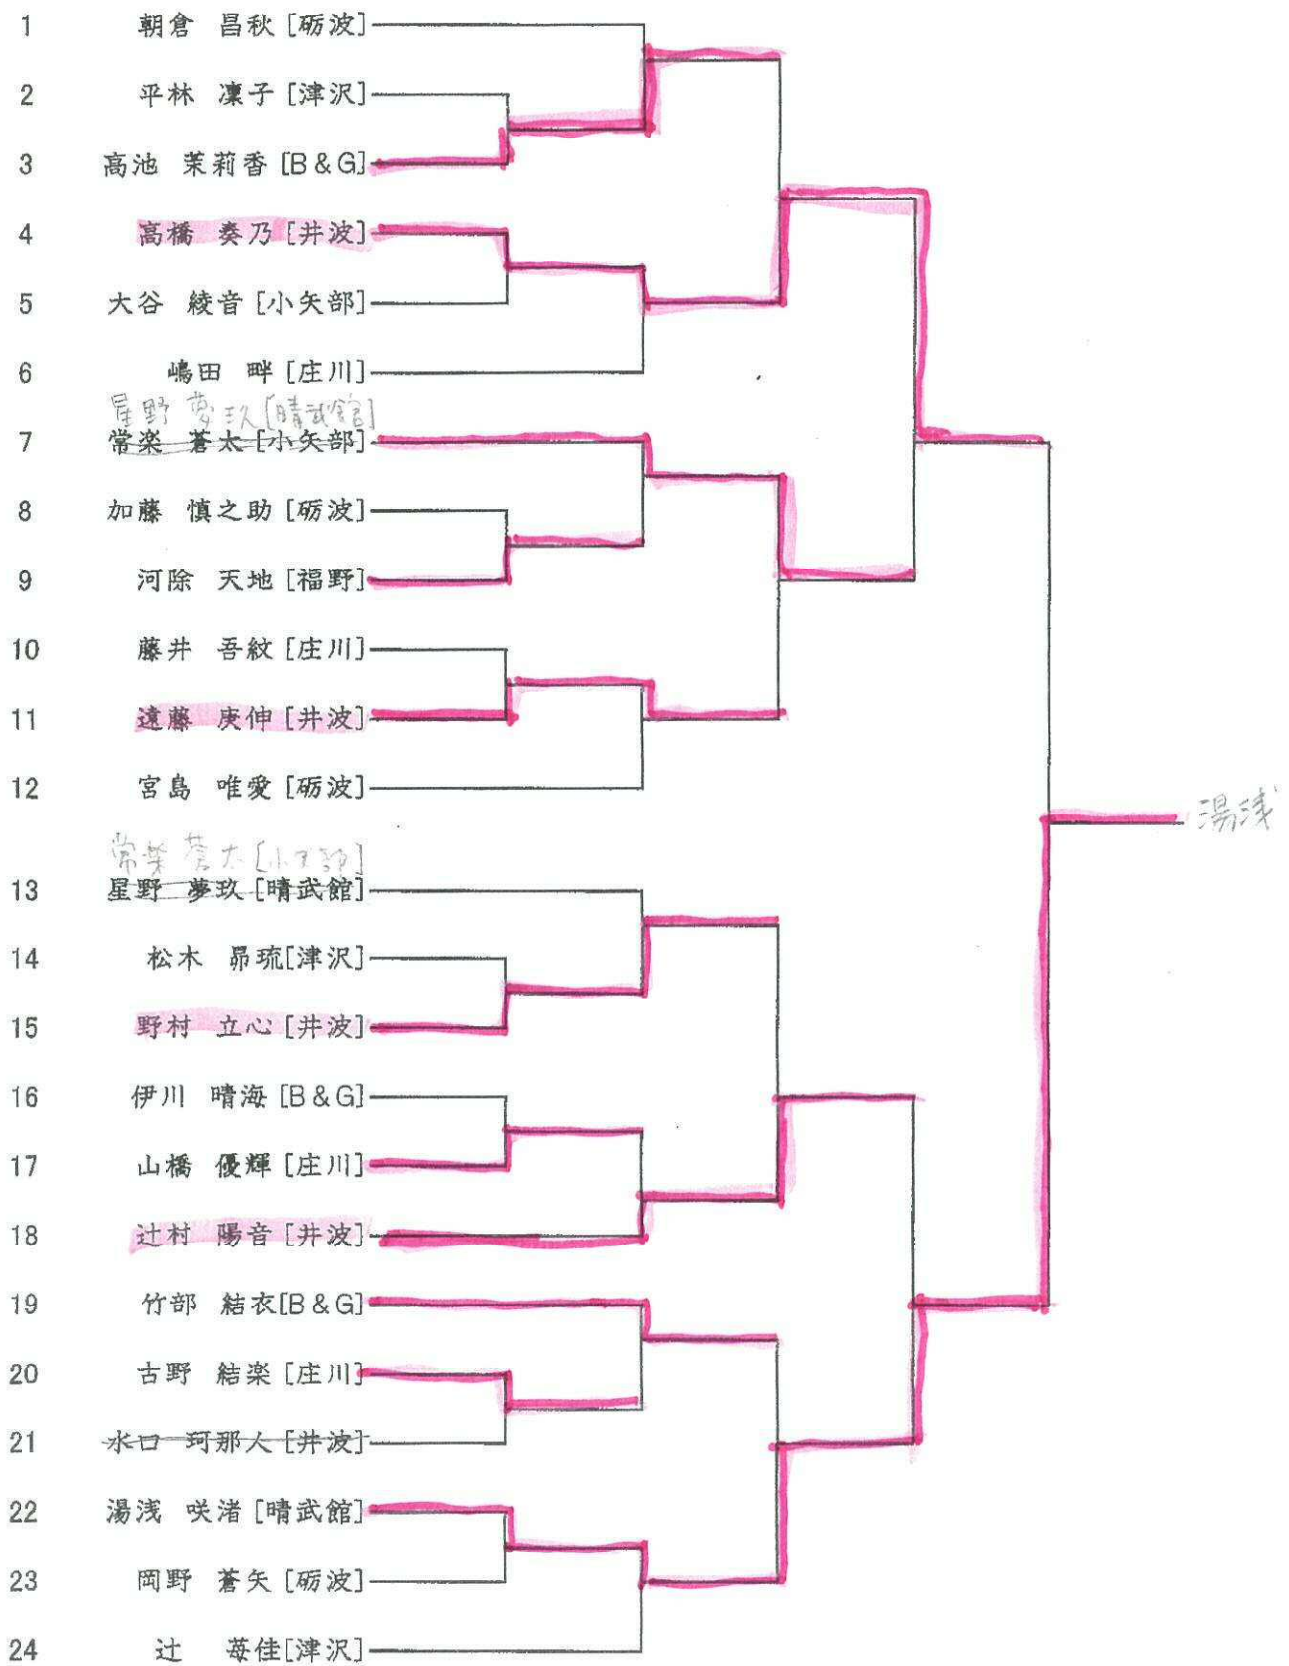 1 朝倉 昌秋 [砺波]
2 平林 凜子 [津沢]
3 高池 茉莉香 [B&G]
4 高橋 奏乃 [井波]
5 大谷 綾音 [小矢部]
6 嶋田 畔 [庄川]
星野 夢玖 [晴武館]
7 常楽 蒼太 [小矢部]
8 加藤 慎之助 [砺波]
9 河除 天地 [福野]
10 藤井 吾紋 [庄川]
11 遠藤 庚伸 [井波]
12 宮島 唯愛 [砺波]
湯浅
常楽 蒼太 [小矢部]
13 星野 夢玖 [晴武館]
14 松木 昴琉[津沢]
15 野村 立心 [井波]
16 伊川 晴海 [B&G]
17 山橋 優輝 [庄川]
18 辻村 陽音 [井波]
19 竹部 結衣[B&G]
20 古野 結楽 [庄川]
21 水口 珂那人 [井波]
22 湯浅 咲渚 [晴武館]
23 岡野 蒼矢 [砺波]
24 辻 苺佳[津沢]